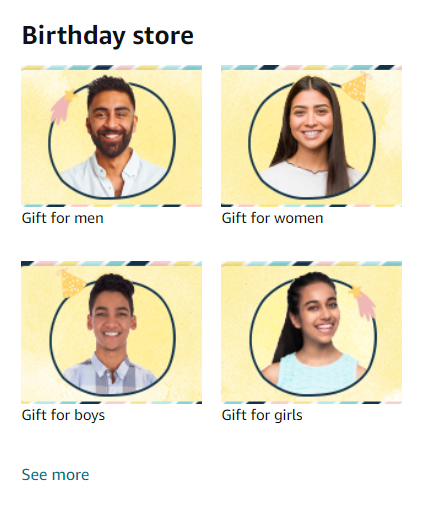 Birthday store
Gift for men
Gift for women
Gift for boys
Gift for girls
See more